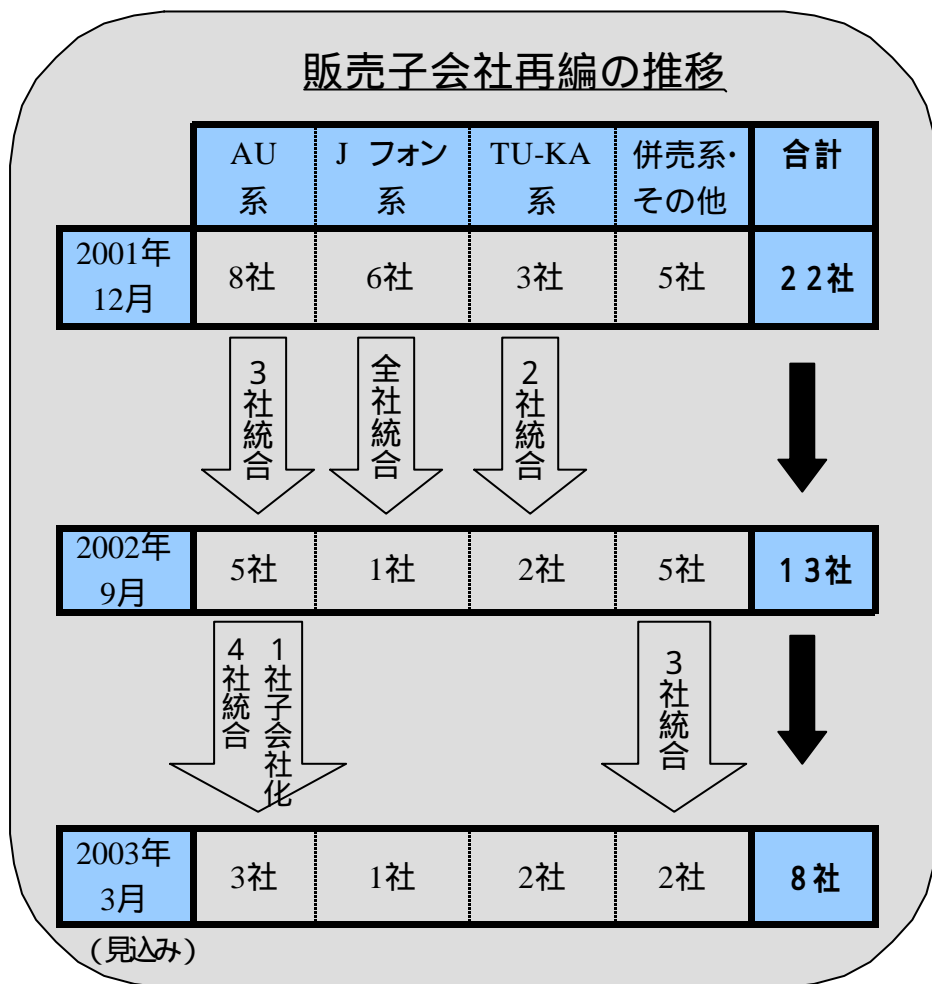 販売子会社再編の推移
AU J フォン TU-KA 併売系・ 合計
系 系 系 その他
2001年
12月 8社 6社 3社 5社 ２２社
3社統合 全社統合 2社統合
2002年
9月 5社 1社 2社 5社 １３社
1社子会社化
4社統合
3社統合
2003年
3月 3社 1社 2社 2社 ８社
(見込み)